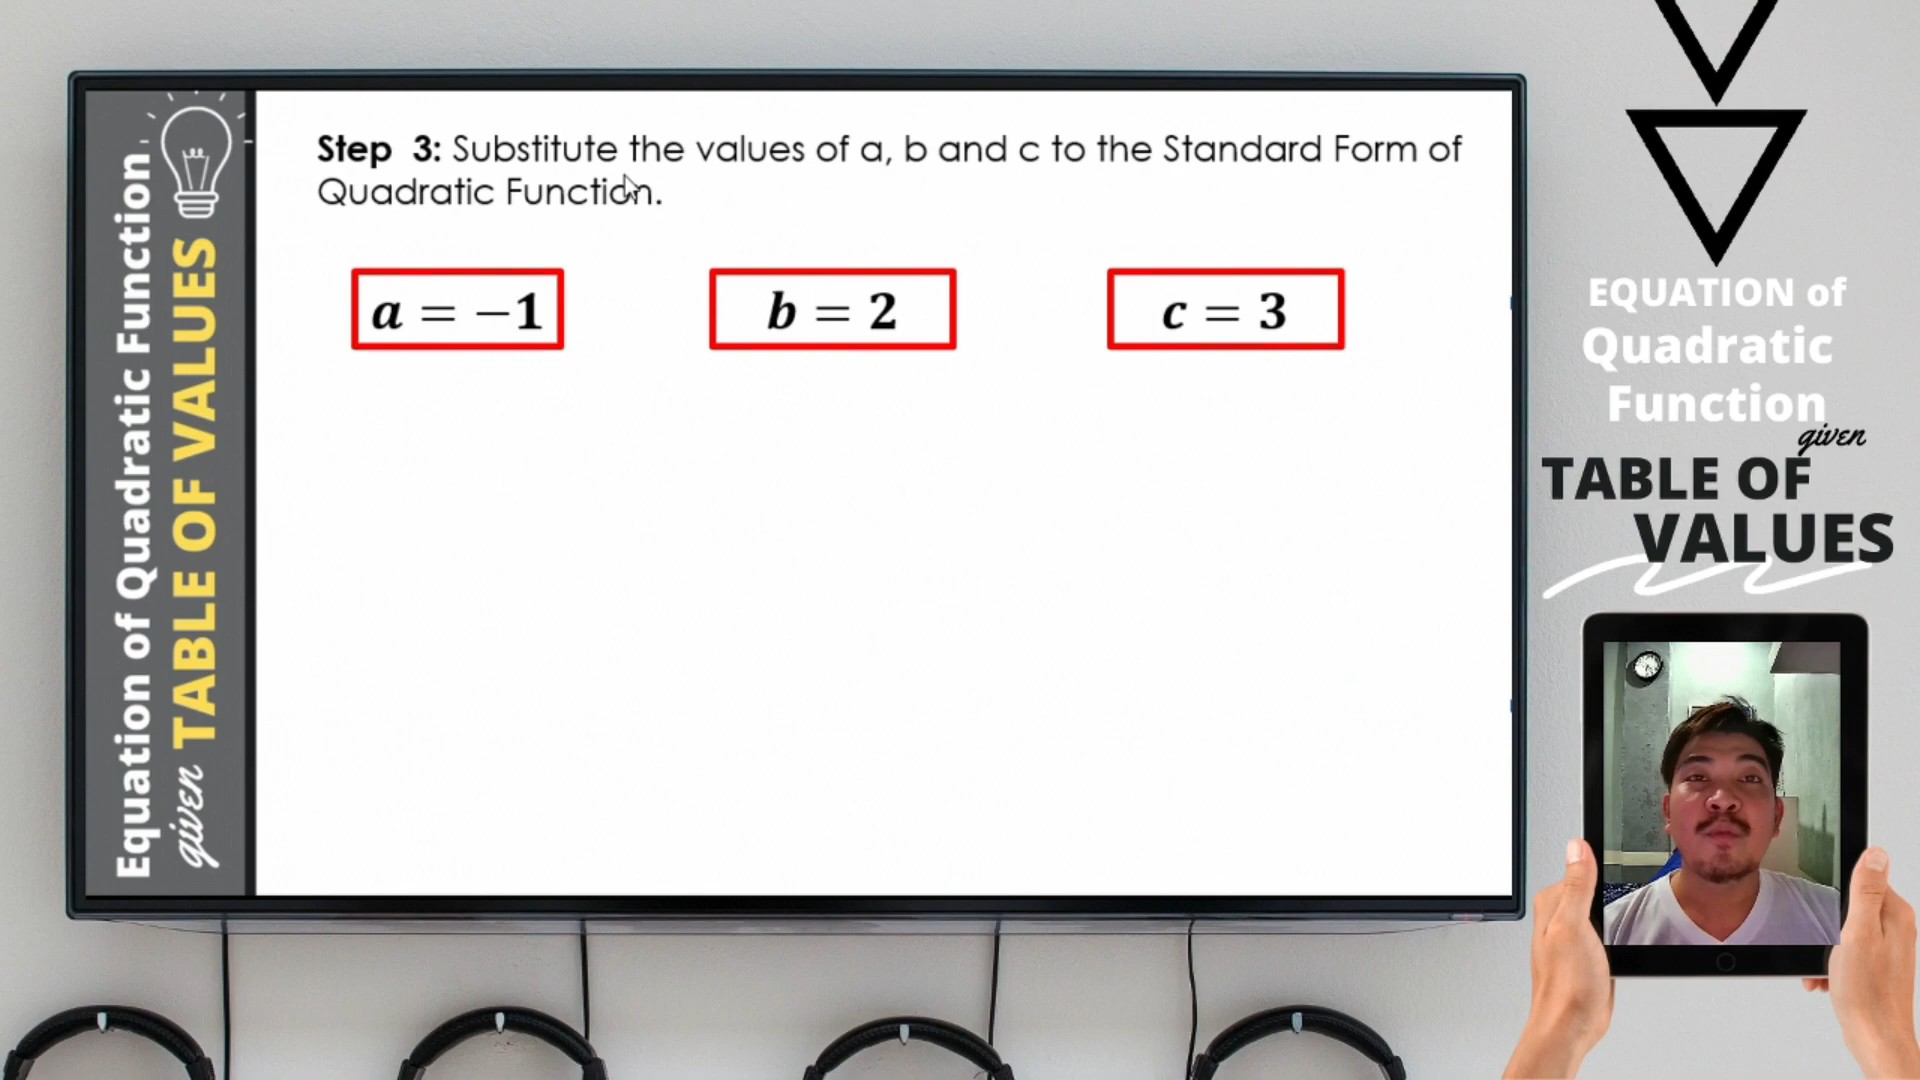 Step 3: Substitute the values of a, b and c to the Standard Form of
Quadratic Function.
a = −1
b = 2
c = 3
Equation of Quadratic Function
given TABLE OF VALUES
EQUATION of
Quadratic
Function
given
TABLE OF
VALUES